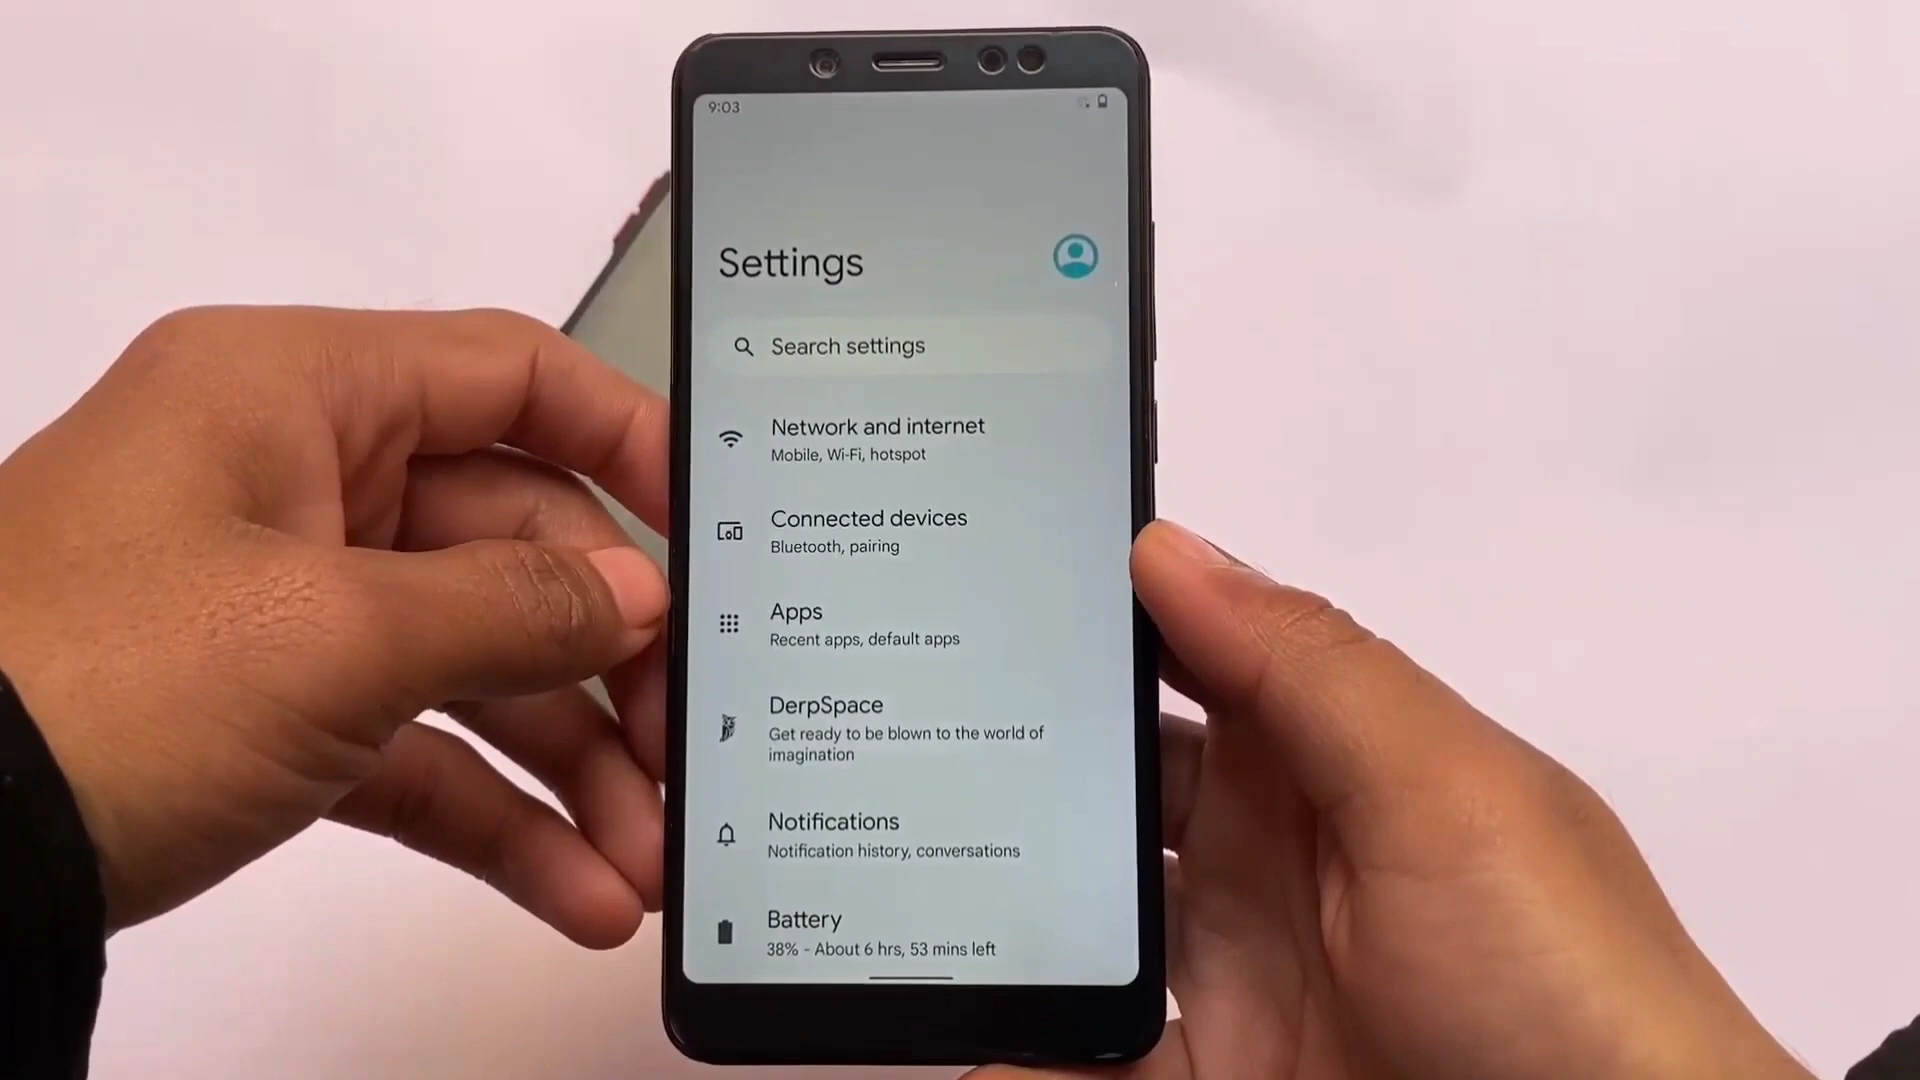 9:03
Settings
Search settings
Network and internet
Mobile, Wi-Fi, hotspot
Connected devices
Bluetooth, pairing
Apps
Recent apps, default apps
DerpSpace
Get ready to be blown to the world of
imagination
Notifications
Notification history, conversations
Battery
38% - About 6 hrs, 53 mins left